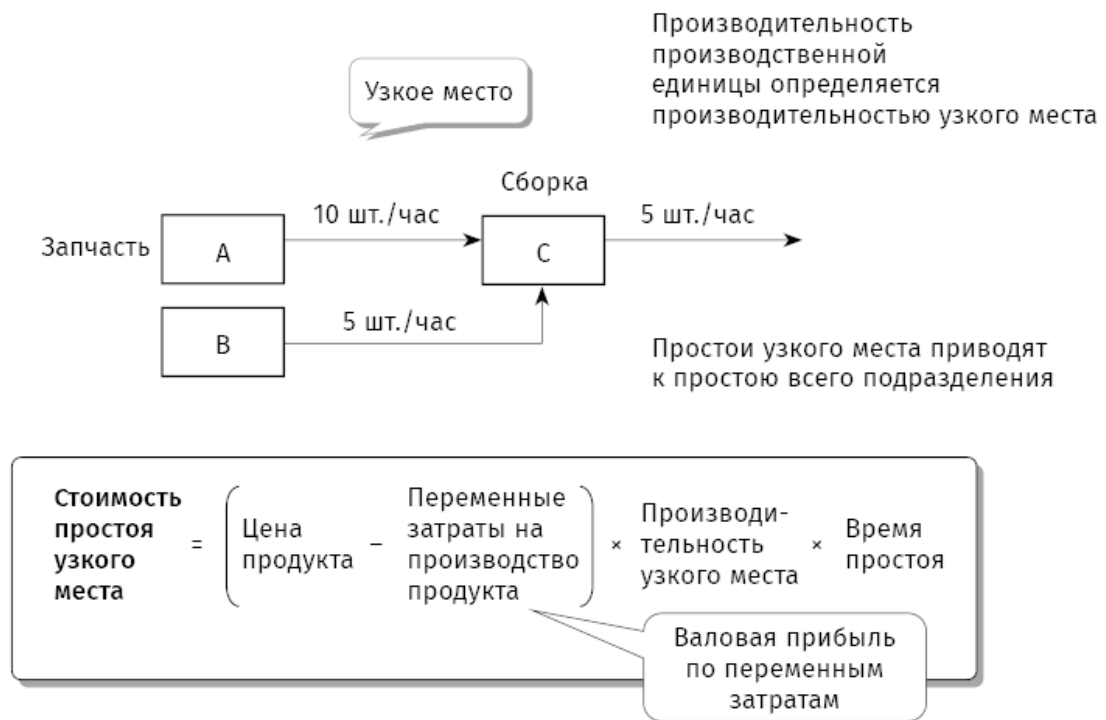 Производительность
производственной
единицы определяется
производительностью узкого места
Узкое место
Сборка
Запчасть
A
10 шт./час
C
5 шт./час
B
5 шт./час
Простои узкого места приводят
к простою всего подразделения
Стоимость
простоя
узкого
места
=
Цена
продукта
–
Переменные
затраты на
производство
продукта
×
Производи-
тельность
узкого места
×
Время
простоя
Валовая прибыль
по переменным
затратам